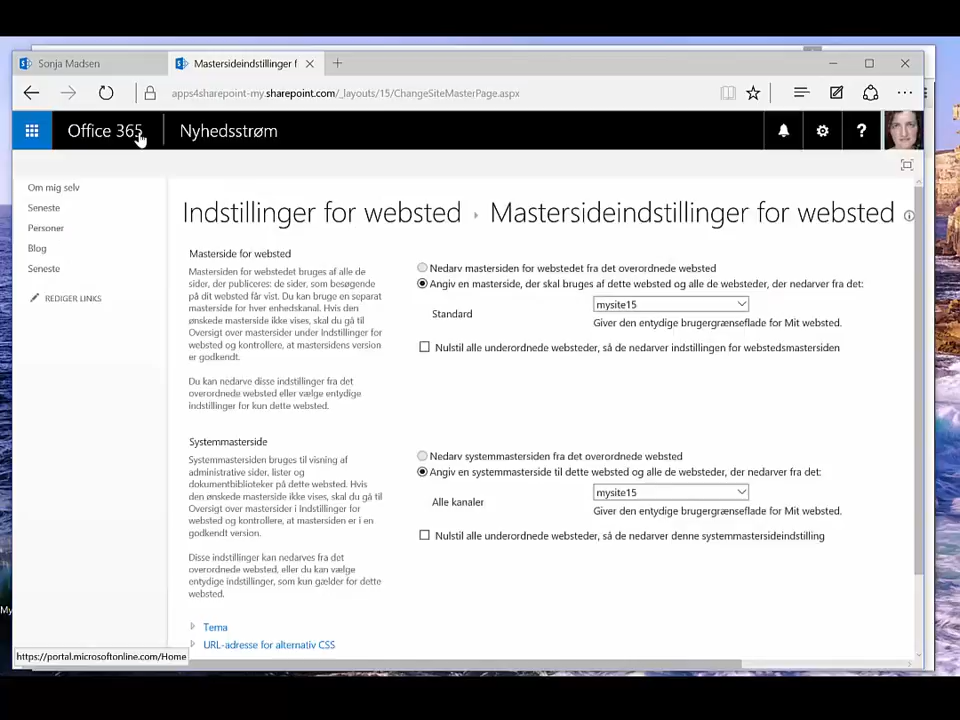 Sonja Madsen
Mastersideindstillinger f
apps4sharepoint-my.sharepoint.com/_layouts/15/ChangeSiteMasterPage.aspx
Office 365
Nyhedsstrøm
?
Om mig selv
Seneste
Personer
Blog
Seneste
REDIGER LINKS
Indstillinger for websted
Mastersideindstillinger for websted
Masterside for websted
Mastersiden for webstedet bruges af alle de
sider, der publiceres: de sider, som besøgende
på dit websted får vist. Du kan bruge en separat
masterside for hver enhedskanal. Hvis den
ønskede masterside ikke vises, skal du gå til
Oversigt over mastersider under Indstillinger for
websted og kontrollere, at mastersidens version
er godkendt.
Du kan nedarve disse indstillinger fra det
overordnede websted eller vælge entydige
indstillinger for kun dette websted.
Nedarv mastersiden for webstedet fra det overordnede websted
Angiv en masterside, der skal bruges af dette websted og alle de websteder, der nedarver fra det:
Standard
mysite15
Giver den entydige brugergrænseflade for Mit websted.
Nulstil alle underordnede websteder, så de nedarver indstillingen for webstedsmastersiden
Systemmasterside
Systemmastersiden bruges til visning af
administrative sider, lister og
dokumentbiblioteker på dette websted. Hvis
den ønskede masterside ikke vises, skal du gå til
Oversigt over mastersider i Indstillinger for
websted og kontrollere, at mastersiden er i en
godkendt version.
Disse indstillinger kan nedarves fra det
overordnede websted, eller du kan vælge
entydige indstillinger, som kun gælder for dette
websted.
Nedarv systemmastersiden fra det overordnede websted
Angiv en systemmasterside til dette websted og alle de websteder, der nedarver fra det:
Alle kanaler
mysite15
Giver den entydige brugergrænseflade for Mit websted.
Nulstil alle underordnede websteder, så de nedarver denne systemmastersideindstilling
Tema
URL-adresse for alternativ CSS
My
https://portal.microsoftonline.com/Home